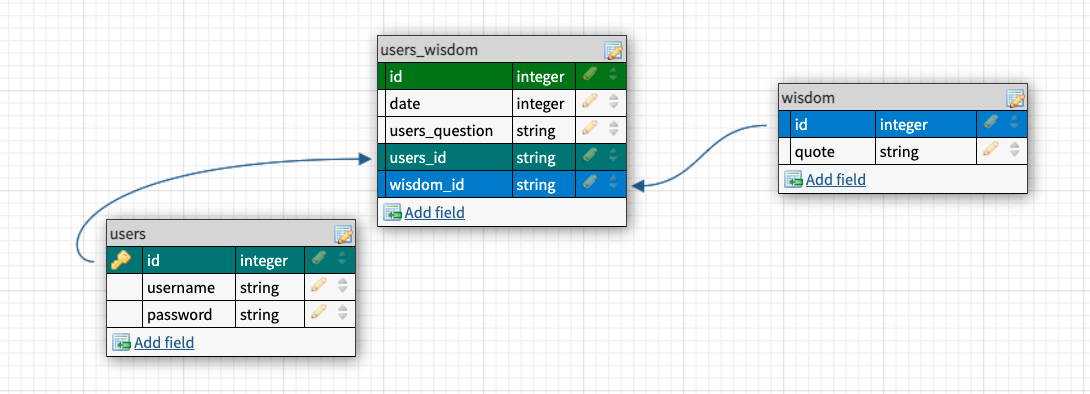 users_wisdom
id integer
date integer
users_question string
users_id string
wisdom_id string
Add field
wisdom
id integer
quote string
Add field
users
id integer
username string
password string
Add field